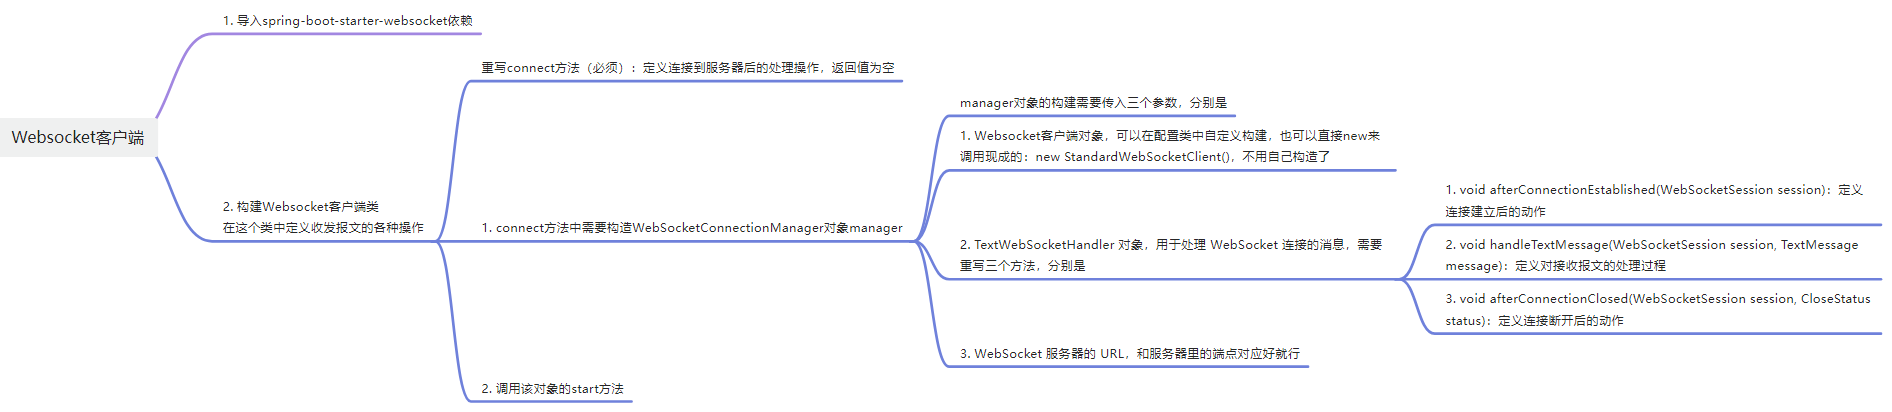 Websocket客户端
1. 导入spring-boot-starter-websocket依赖
2. 构建Websocket客户端类
在这个类中定义收发报文的各种操作
重写connect方法（必须）：定义连接到服务器后的处理操作，返回值为空
1. connect方法中需要构造WebSocketConnectionManager对象manager
manager对象的构建需要传入三个参数，分别是
1. Websocket客户端对象，可以在配置类中自定义构建，也可以直接new来
调用现成的：new StandardWebSocketClient()，不用自己构造了
2. TextWebSocketHandler 对象，用于处理 WebSocket 连接的消息，需要
重写三个方法，分别是
1. void afterConnectionEstablished(WebSocketSession session)：定义
连接建立后的动作
2. void handleTextMessage(WebSocketSession session, TextMessage
message)：定义对接收报文的处理过程
3. void afterConnectionClosed(WebSocketSession session, CloseStatus
status)：定义连接断开后的动作
3. WebSocket 服务器的 URL，和服务器里的端点对应好就行
2. 调用该对象的start方法